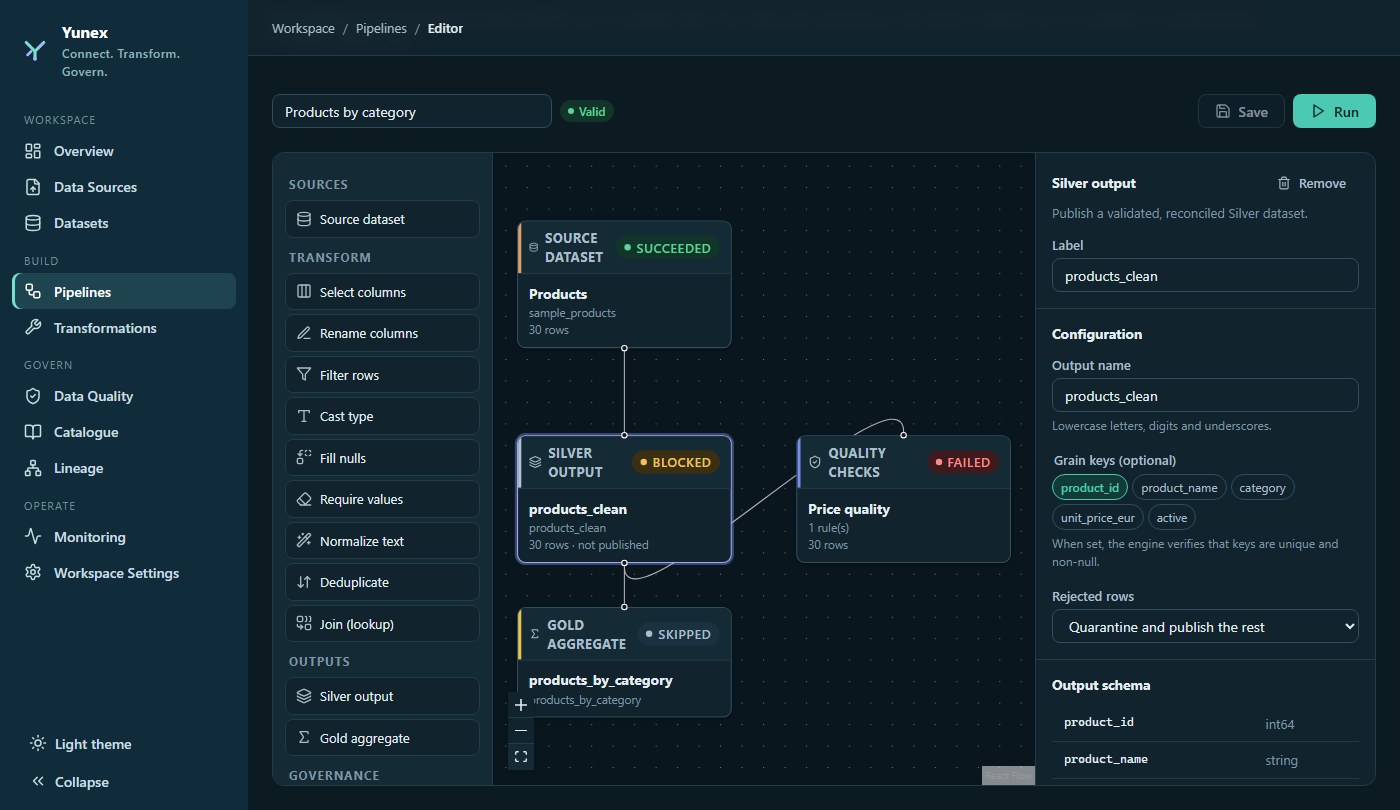 Yunex
Connect. Transform.
Govern.
WORKSPACE
Overview
Data Sources
Datasets
BUILD
Pipelines
Transformations
GOVERN
Data Quality
Catalogue
Lineage
OPERATE
Monitoring
Workspace Settings
Light theme
Collapse
Workspace / Pipelines / Editor
Products by category
Valid
Save
Run
SOURCES
Source dataset
TRANSFORM
Select columns
Rename columns
Filter rows
Cast type
Fill nulls
Require values
Normalize text
Deduplicate
Join (lookup)
OUTPUTS
Silver output
Gold aggregate
GOVERNANCE
SOURCE
DATASET
SUCCEEDED
Products
sample_products
30 rows
SILVER
OUTPUT
BLOCKED
products_clean
products_clean
30 rows · not published
QUALITY
CHECKS
FAILED
Price quality
1 rule(s)
30 rows
GOLD
AGGREGATE
SKIPPED
products_by_category
products_by_category
React Flow
Silver output
Remove
Publish a validated, reconciled Silver dataset.
Label
products_clean
Configuration
Output name
products_clean
Lowercase letters, digits and underscores.
Grain keys (optional)
product_id product_name category
unit_price_eur active
When set, the engine verifies that keys are unique and
non-null.
Rejected rows
Quarantine and publish the rest
Output schema
product_id int64
product_name string